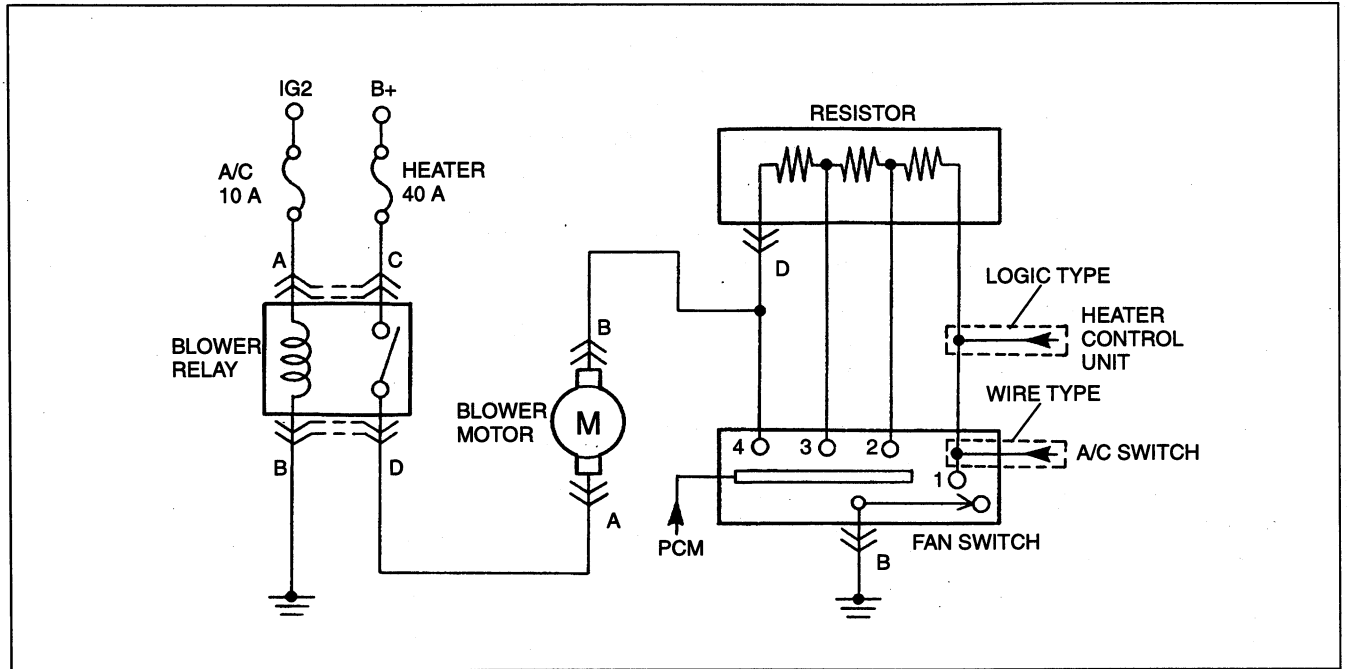 IG2
B+
RESISTOR
A/C
10 A
HEATER
40 A
A
C
D
LOGIC TYPE
HEATER
CONTROL
UNIT
BLOWER
RELAY
B
WIRE TYPE
BLOWER
MOTOR
M
4
3
2
A/C SWITCH
B
D
1
A
PCM
FAN SWITCH
B